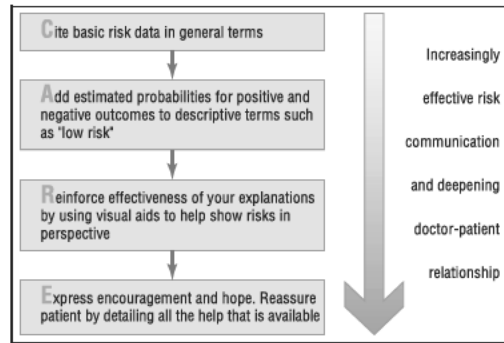 Cite basic risk data in general terms
Add estimated probabilities for positive and
negative outcomes to descriptive terms such
as "low risk"
Reinforce effectiveness of your explanations
by using visual aids to help show risks in
perspective
Express encouragement and hope. Reassure
patient by detailing all the help that is available
Increasingly
effective risk
communication
and deepening
doctor-patient
relationship